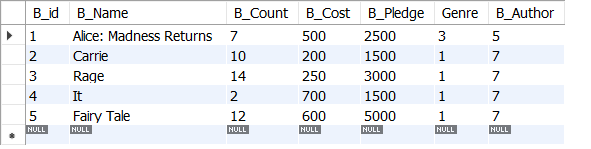 B_id B_Name B_Count B_Cost B_Pledge Genre B_Author
1 Alice: Madness Returns 7 500 2500 3 5
2 Carrie 10 200 1500 1 7
3 Rage 14 250 3000 1 7
4 It 2 700 1500 1 7
5 Fairy Tale 12 600 5000 1 7
NULL NULL NULL NULL NULL NULL NULL